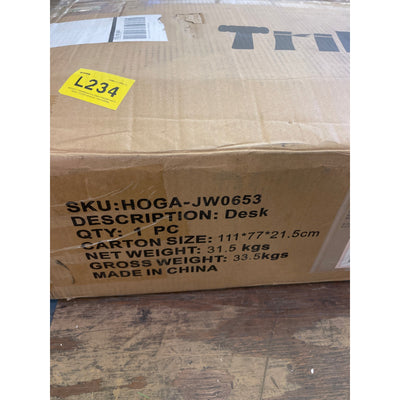 Tri
L234
SKU:HOGA-JW0653
DESCRIPTION: Desk
QTY: 1 PC
CARTON SIZE: 111*77*21.5cm
NET WEIGHT: 31.5 kgs
GROSS WEIGHT: 33.5kgs
MADE IN CHINA